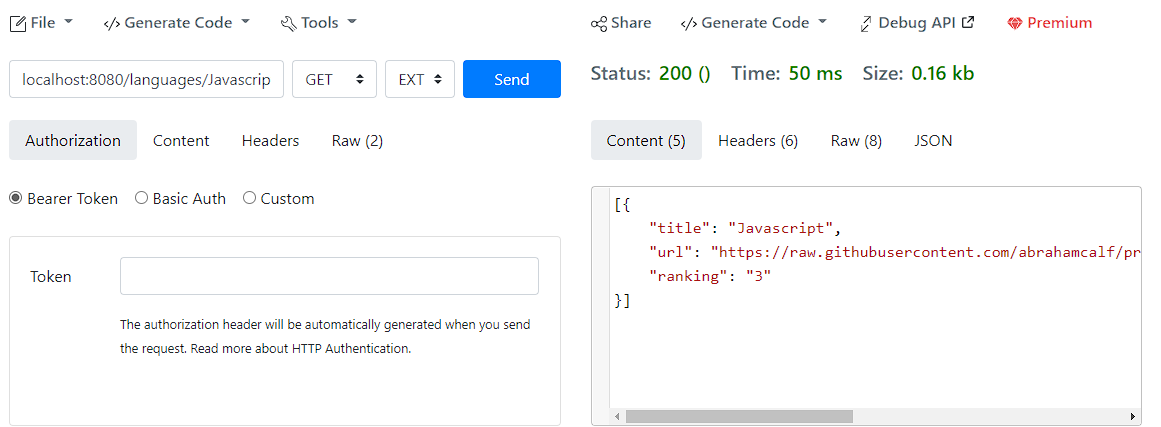 File
Generate Code
Tools
localhost:8080/languages/Javascrip
GET
EXT
Send
Authorization
Content
Headers
Raw (2)
Bearer Token
Basic Auth
Custom
Token
The authorization header will be automatically generated when you send
the request. Read more about HTTP Authentication.
Share
Generate Code
Debug API
Premium
Status: 200 () Time: 50 ms Size: 0.16 kb
Content (5)
Headers (6)
Raw (8)
JSON
[{
"title": "Javascript",
"url": "https://raw.githubusercontent.com/abrahamcalf/pr
"ranking": "3"
}]